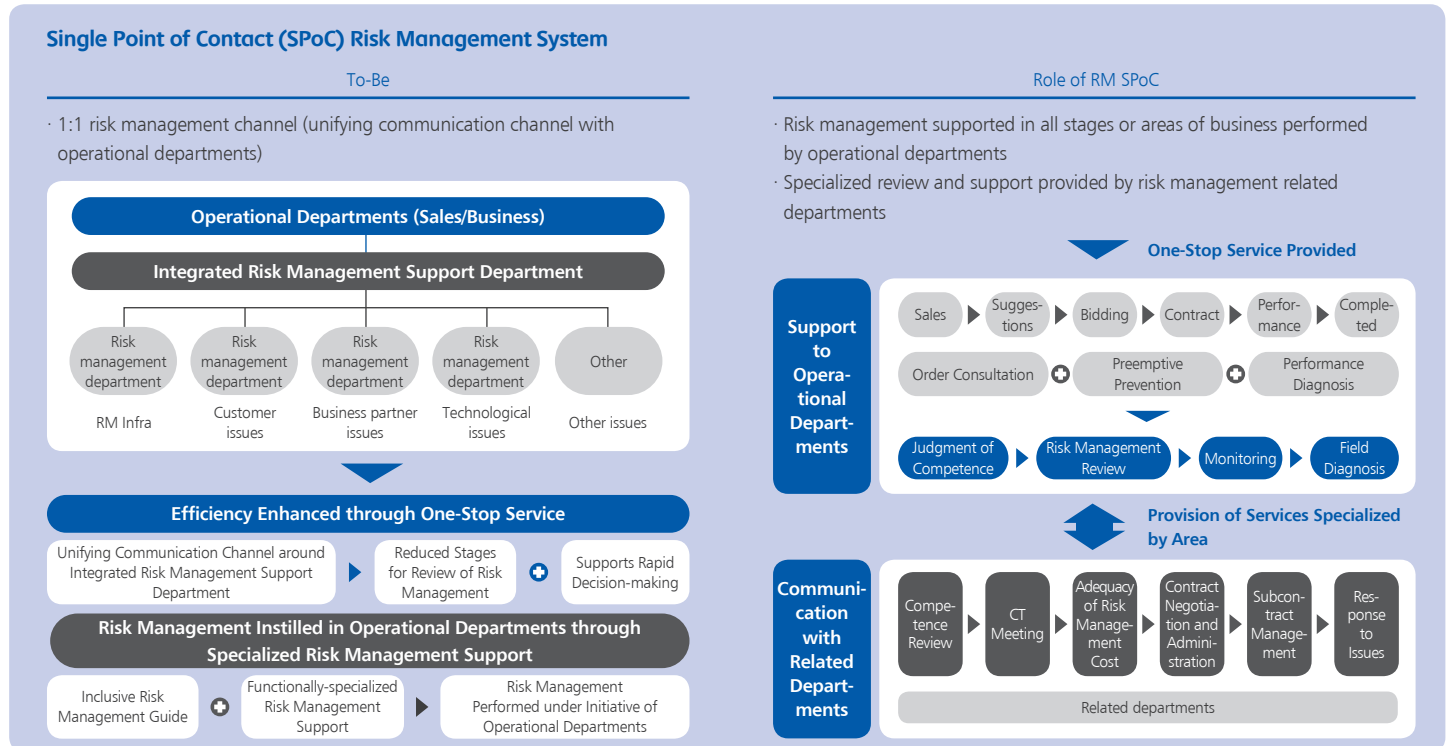 Single Point of Contact (SPoC) Risk Management System
To-Be
· 1:1 risk management channel (unifying communication channel with
operational departments)
Operational Departments (Sales/Business)
Integrated Risk Management Support Department
Risk
management
department
Risk
management
department
Risk
management
department
Risk
management
department
Other
RM Infra
Customer
issues
Business partner
issues
Technological
issues
Other issues
Efficiency Enhanced through One-Stop Service
Unifying Communication Channel around
Integrated Risk Management Support
Department
Reduced Stages
for Review of Risk
Management
Supports Rapid
Decision-making
Risk Management Instilled in Operational Departments through
Specialized Risk Management Support
Inclusive Risk
Management Guide
Functionally-specialized
Risk Management
Support
Risk Management
Performed under Initiative of
Operational Departments
Role of RM SPoC
· Risk management supported in all stages or areas of business performed
by operational departments
· Specialized review and support provided by risk management related
departments
One-Stop Service Provided
Support
to
Opera-
tional
Depart-
ments
Sales
Sugges-
tions
Bidding
Contract
Perfor-
mance
Comple-
ted
Order Consultation
Preemptive
Prevention
Performance
Diagnosis
Judgment of
Competence
Risk Management
Review
Monitoring
Field
Diagnosis
Provision of Services Specialized
by Area
Communi-
cation
with
Related
Depart-
ments
Compe-
tence
Review
CT
Meeting
Adequacy
of Risk
Manage-
ment
Cost
Contract
Negotia-
tion and
Admini-
stration
Subcon-
tract
Manage-
ment
Res-
ponse
to
Issues
Related departments